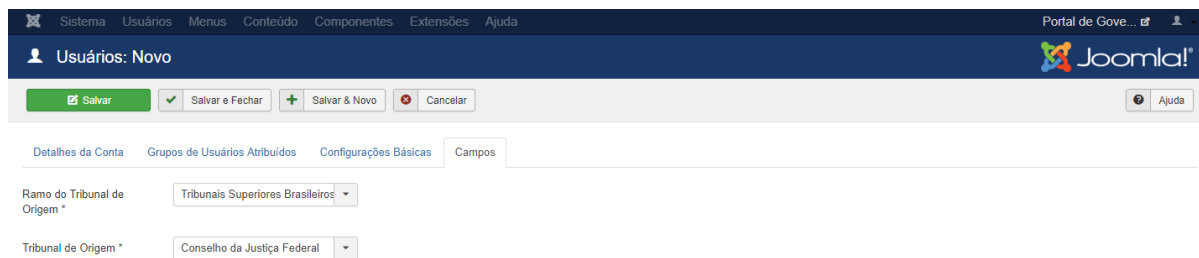 Sistema Usuários Menus Conteúdo Componentes Extensões Ajuda Portal de Gove...
Usuários: Novo Joomla!®
Salvar Salvar e Fechar Salvar & Novo Cancelar Ajuda
Detalhes da Conta Grupos de Usuários Atribuídos Configurações Básicas Campos
Ramo do Tribunal de Tribunais Superiores Brasileiros
Origem *
Tribunal de Origem * Conselho da Justiça Federal